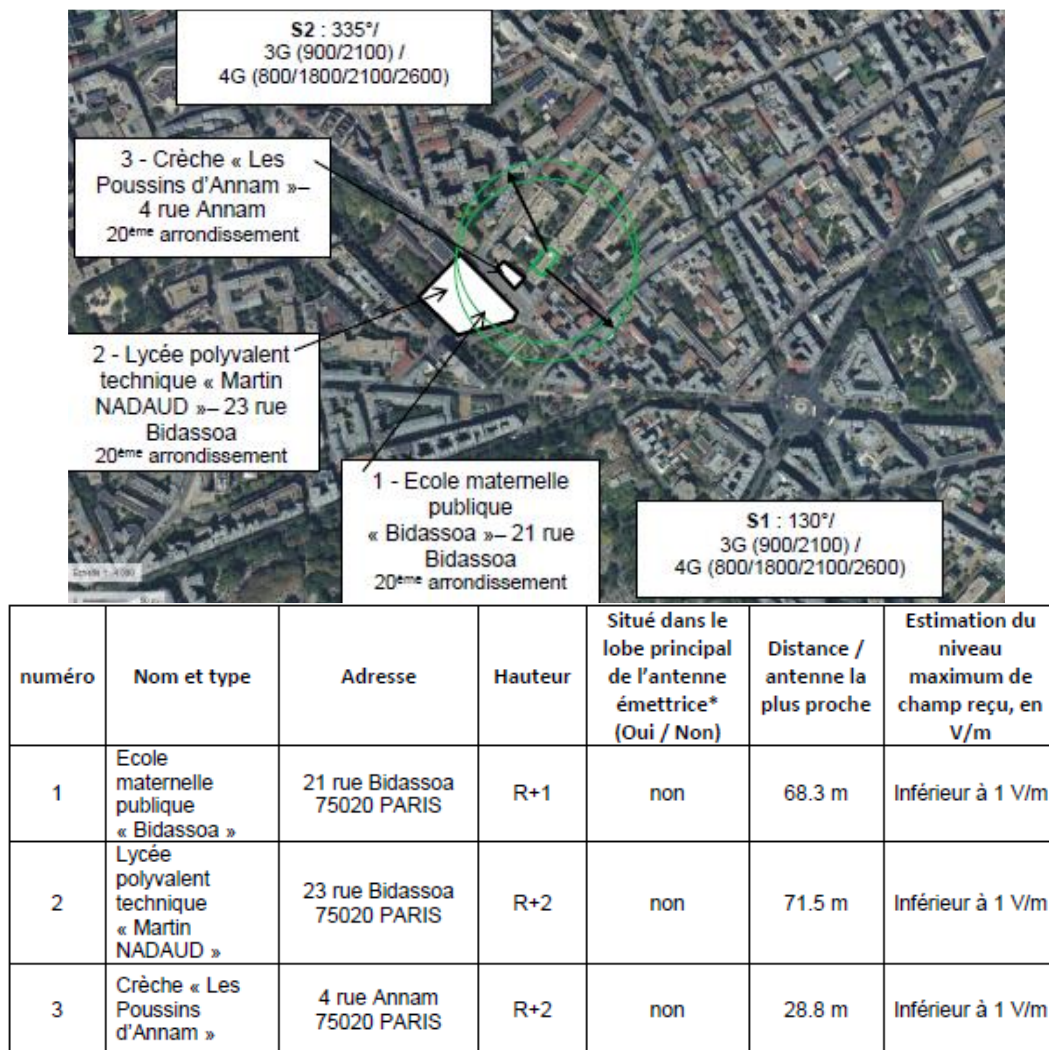 S2 : 335°/
3G (900/2100) /
4G (800/1800/2100/2600)
3 - Crèche « Les
Poussins d'Annam »–
4 rue Annam
20ème arrondissement
2 - Lycée polyvalent
technique « Martin
NADAUD »– 23 rue
Bidassoa
20ème arrondissement
1 - Ecole maternelle
publique
« Bidassoa »– 21 rue
Bidassoa
20ème arrondissement
S1 : 130°/
3G (900/2100) /
4G (800/1800/2100/2600)
numéro
Nom et type
Adresse
Hauteur
Situé dans le
lobe principal
de l'antenne
émettrice*
(Oui / Non)
Distance /
antenne la
plus proche
Estimation du
niveau
maximum de
champ reçu, en
V/m
1
Ecole
maternelle
publique
« Bidassoa »
21 rue Bidassoa
75020 PARIS
R+1
non
68.3 m
Inférieur à 1 V/m
2
Lycée
polyvalent
technique
« Martin
NADAUD »
23 rue Bidassoa
75020 PARIS
R+2
non
71.5 m
Inférieur à 1 V/m
3
Crèche « Les
Poussins
d'Annam »
4 rue Annam
75020 PARIS
R+2
non
28.8 m
Inférieur à 1 V/m